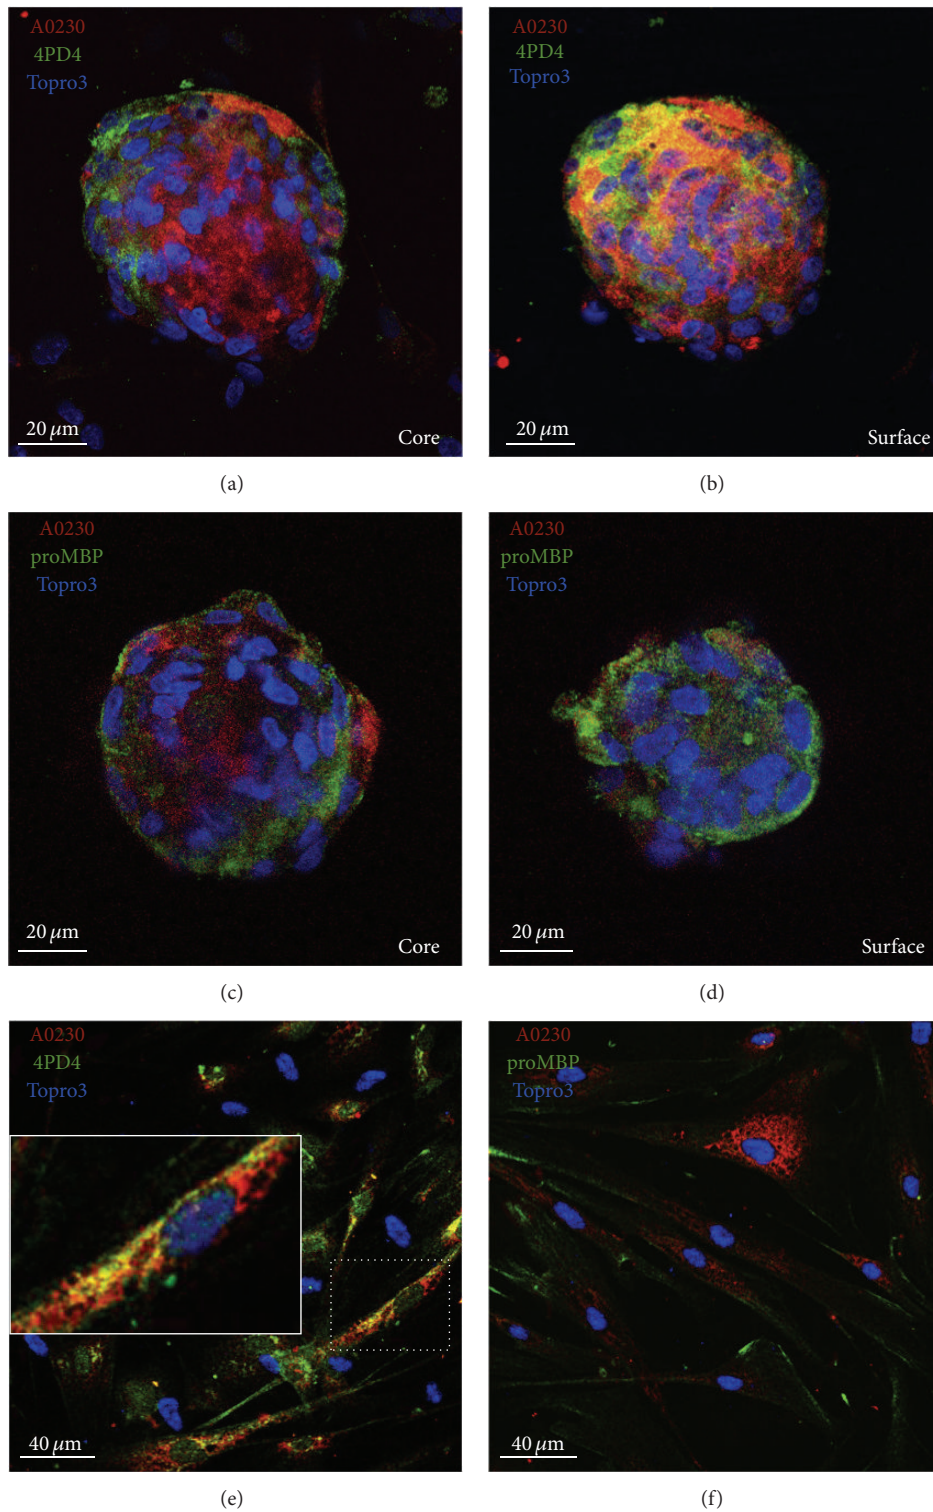 A0230
4PD4
Topro3
20 μm
Core
(a)
A0230
4PD4
Topro3
20 μm
Surface
(b)
A0230
proMBP
Topro3
20 μm
Core
(c)
A0230
proMBP
Topro3
20 μm
Surface
(d)
A0230
4PD4
Topro3
40 μm
(e)
A0230
proMBP
Topro3
40 μm
(f)